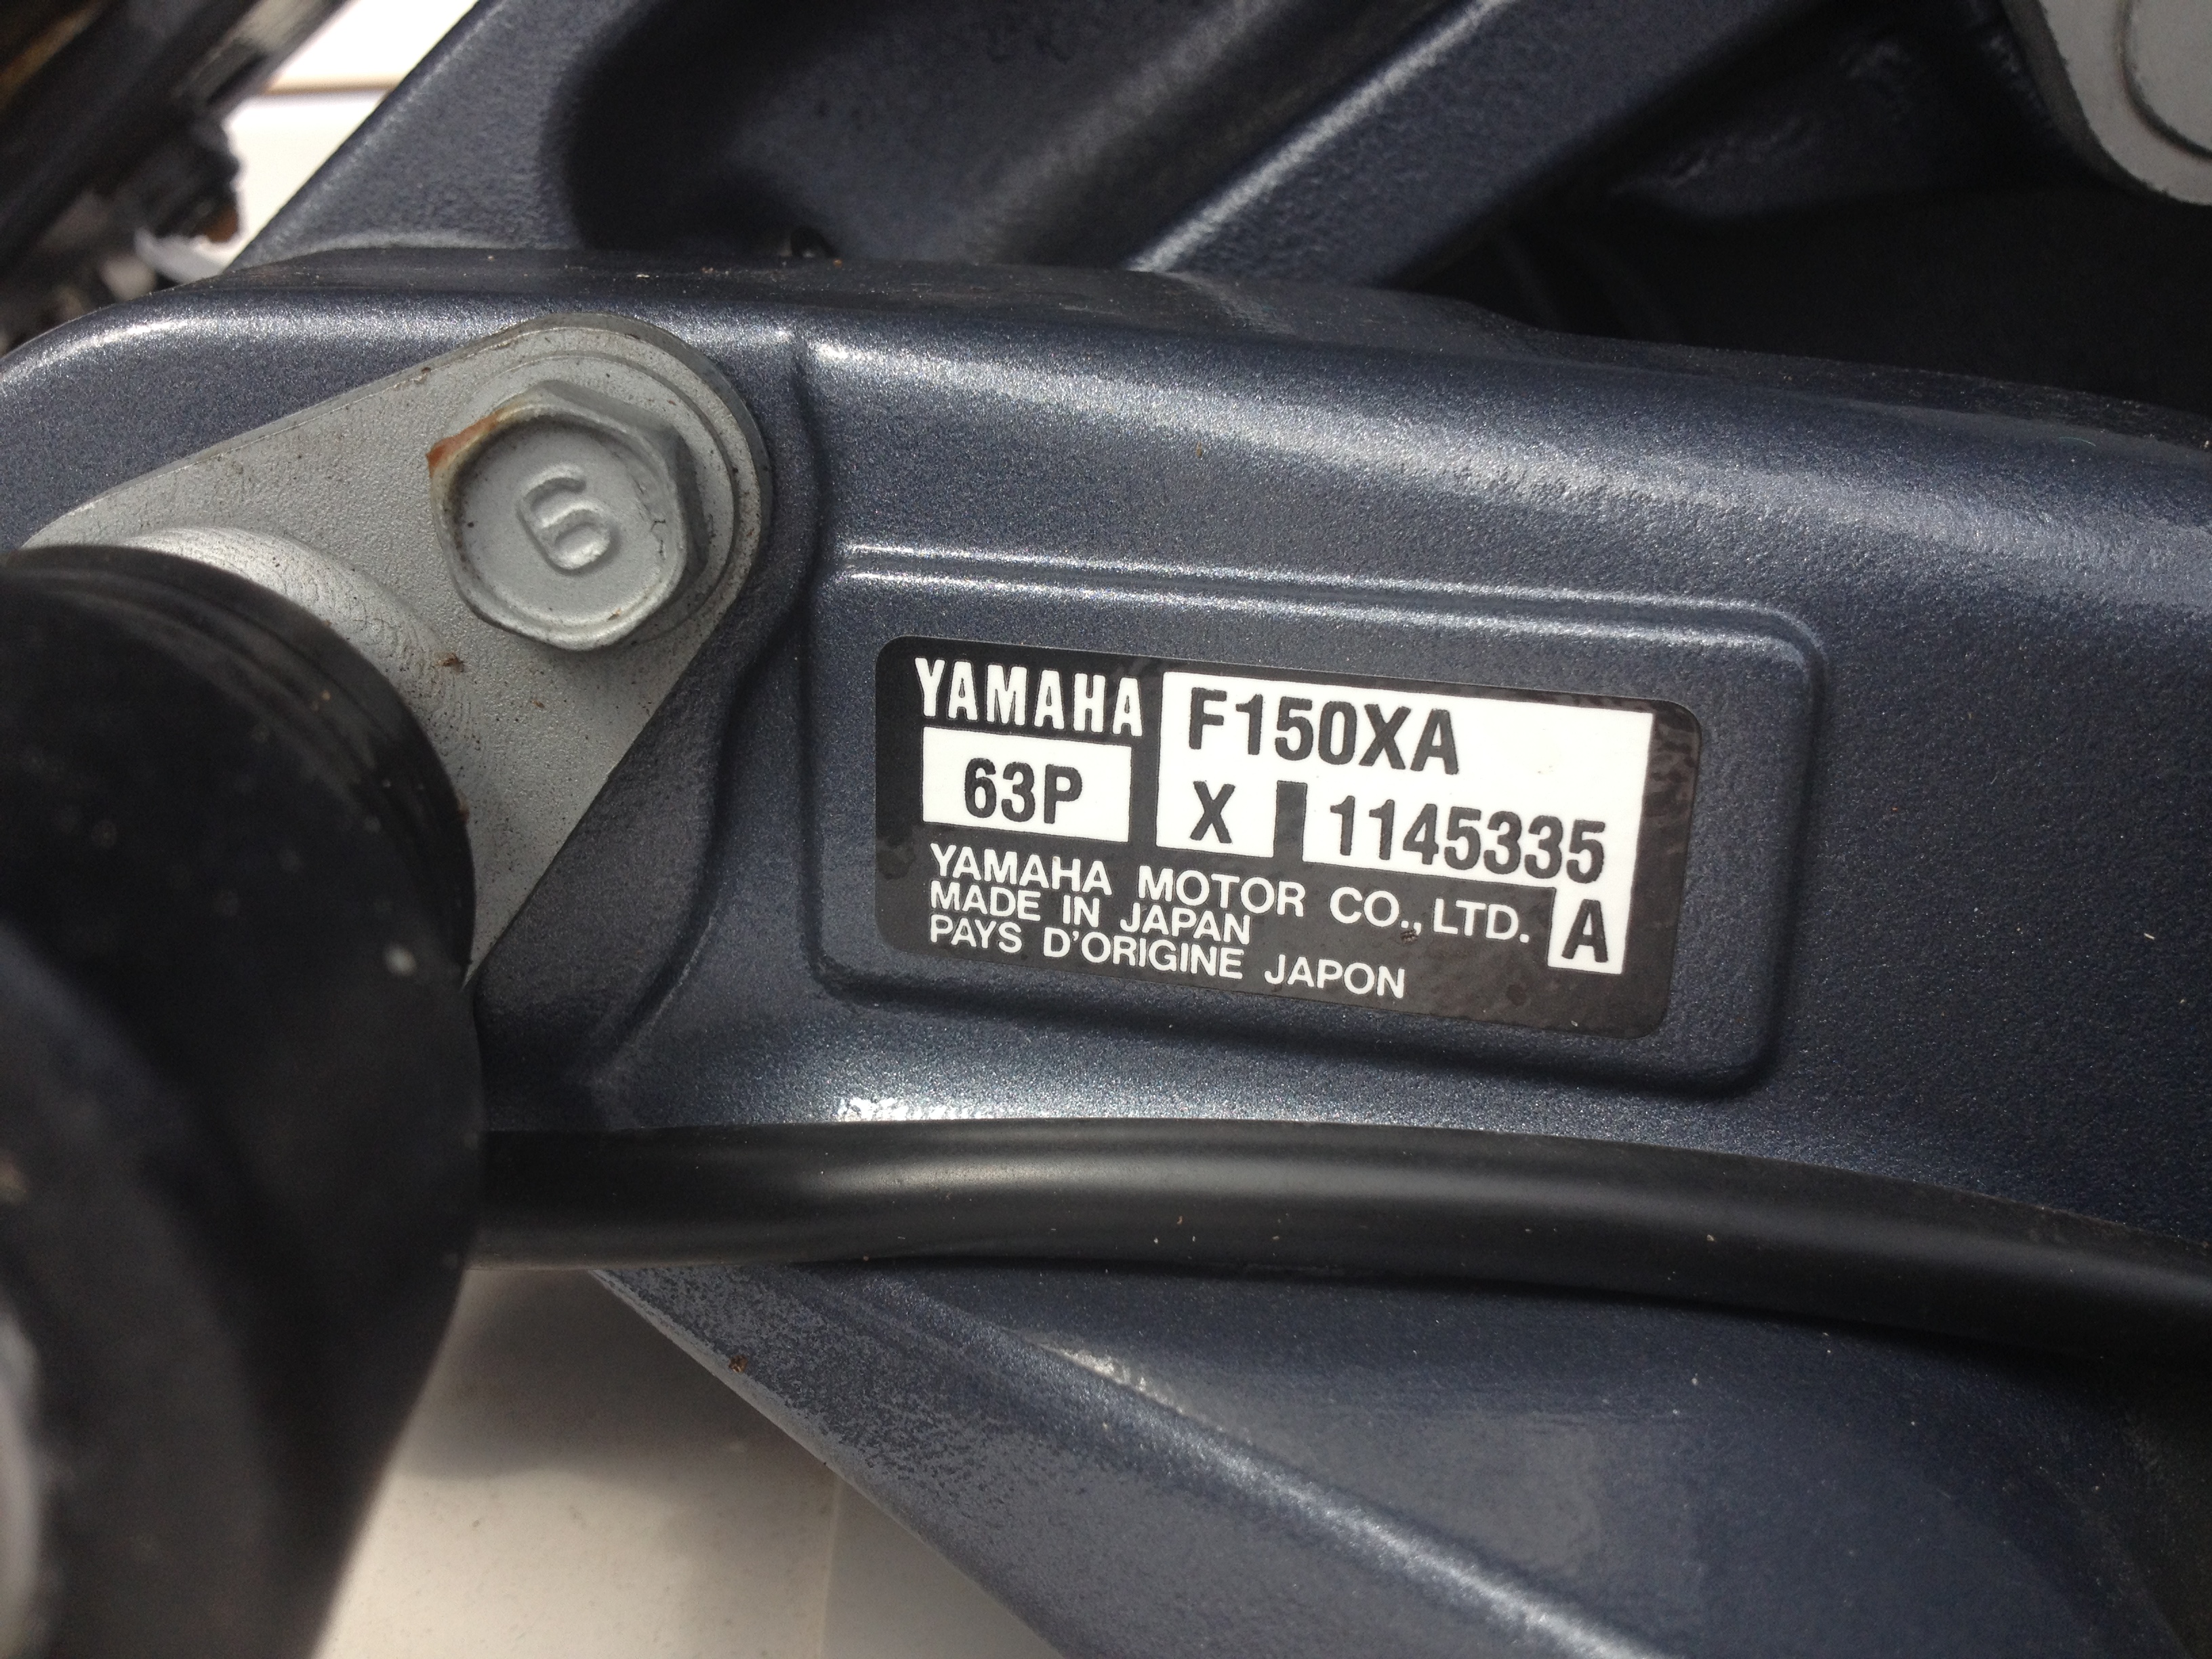 6
YAMAHA F150XA
63P X 1145335
YAMAHA MOTOR CO., LTD. A
MADE IN JAPAN
PAYS D'ORIGINE JAPON